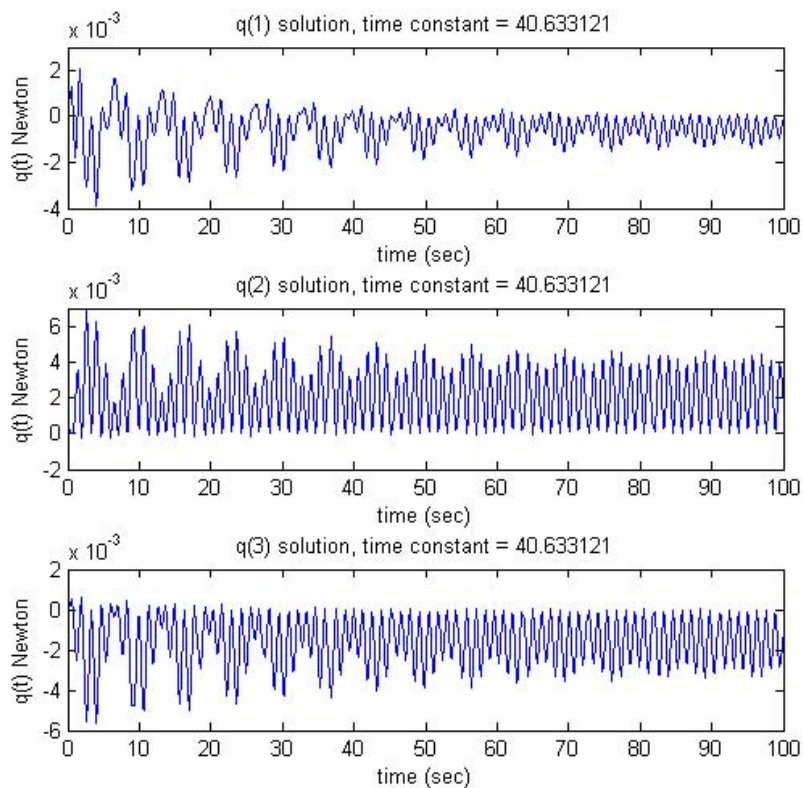 x 10^-3
q(1) solution, time constant = 40.633121
2
0
-2
-4
q(t) Newton
0 10 20 30 40 50 60 70 80 90 100
time (sec)
x 10^-3
q(2) solution, time constant = 40.633121
6
4
2
0
-2
q(t) Newton
0 10 20 30 40 50 60 70 80 90 100
time (sec)
x 10^-3
q(3) solution, time constant = 40.633121
2
0
-2
-4
-6
q(t) Newton
0 10 20 30 40 50 60 70 80 90 100
time (sec)